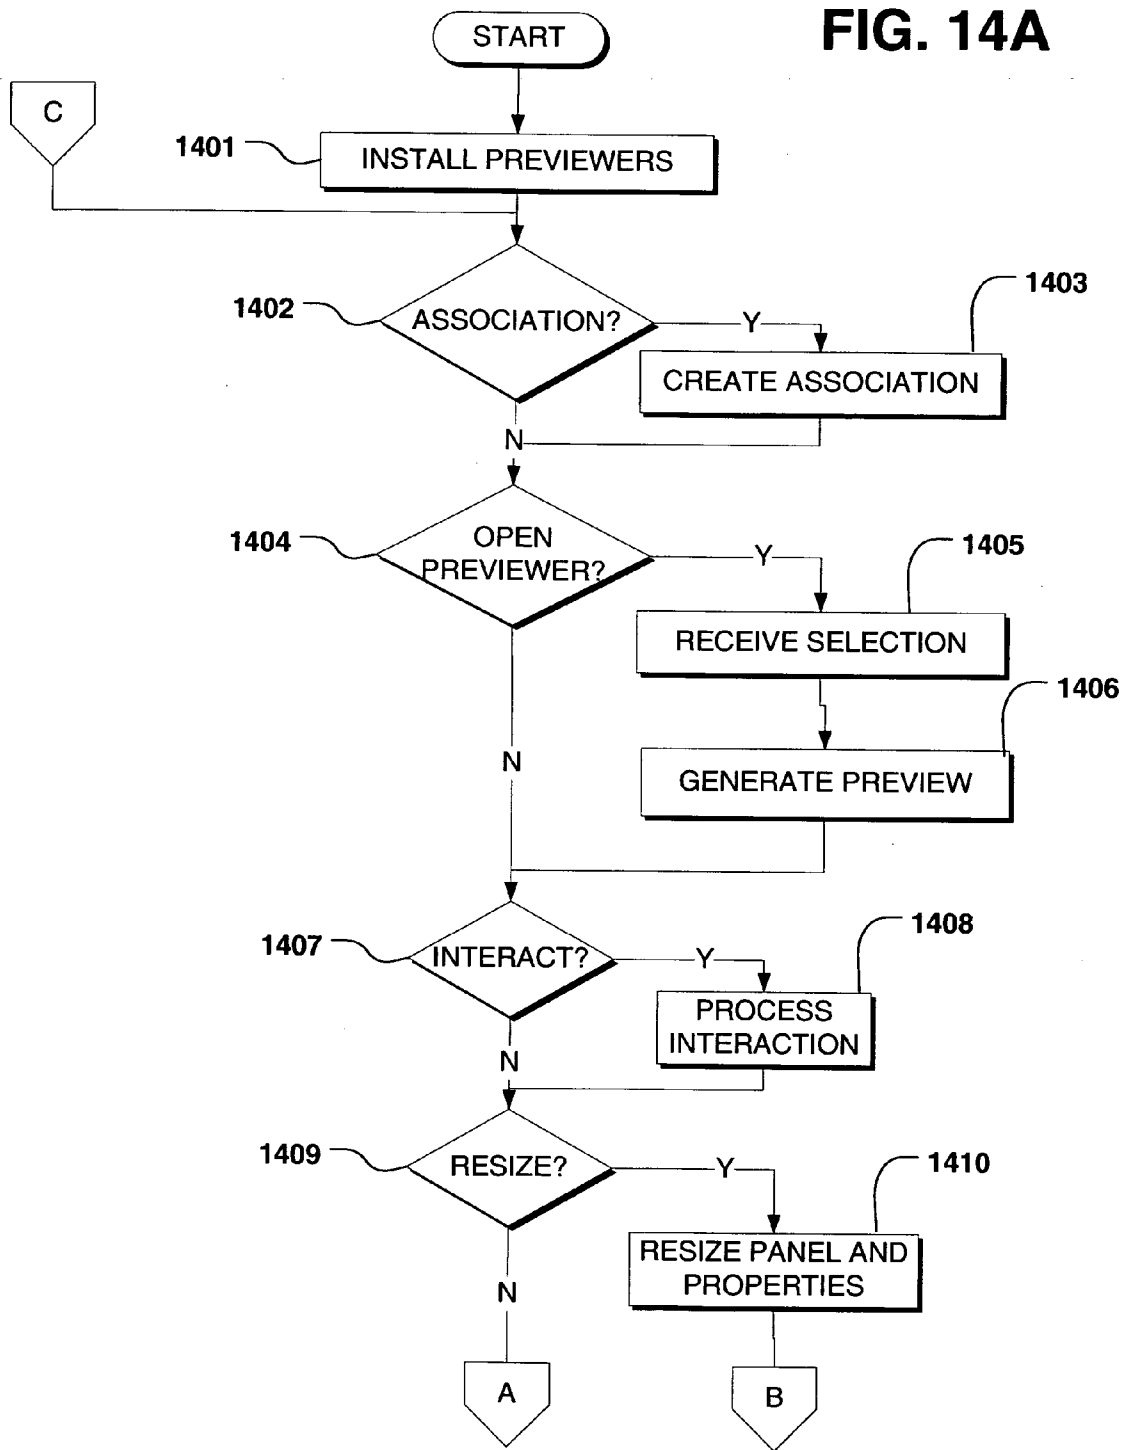 FIG. 14A
START
C
1401
INSTALL PREVIEWERS
1402
ASSOCIATION?
Y
1403
CREATE ASSOCIATION
N
1404
OPEN
PREVIEWER?
Y
1405
RECEIVE SELECTION
1406
GENERATE PREVIEW
N
1407
INTERACT?
Y
1408
PROCESS
INTERACTION
N
1409
RESIZE?
Y
1410
RESIZE PANEL AND
PROPERTIES
N
A
B